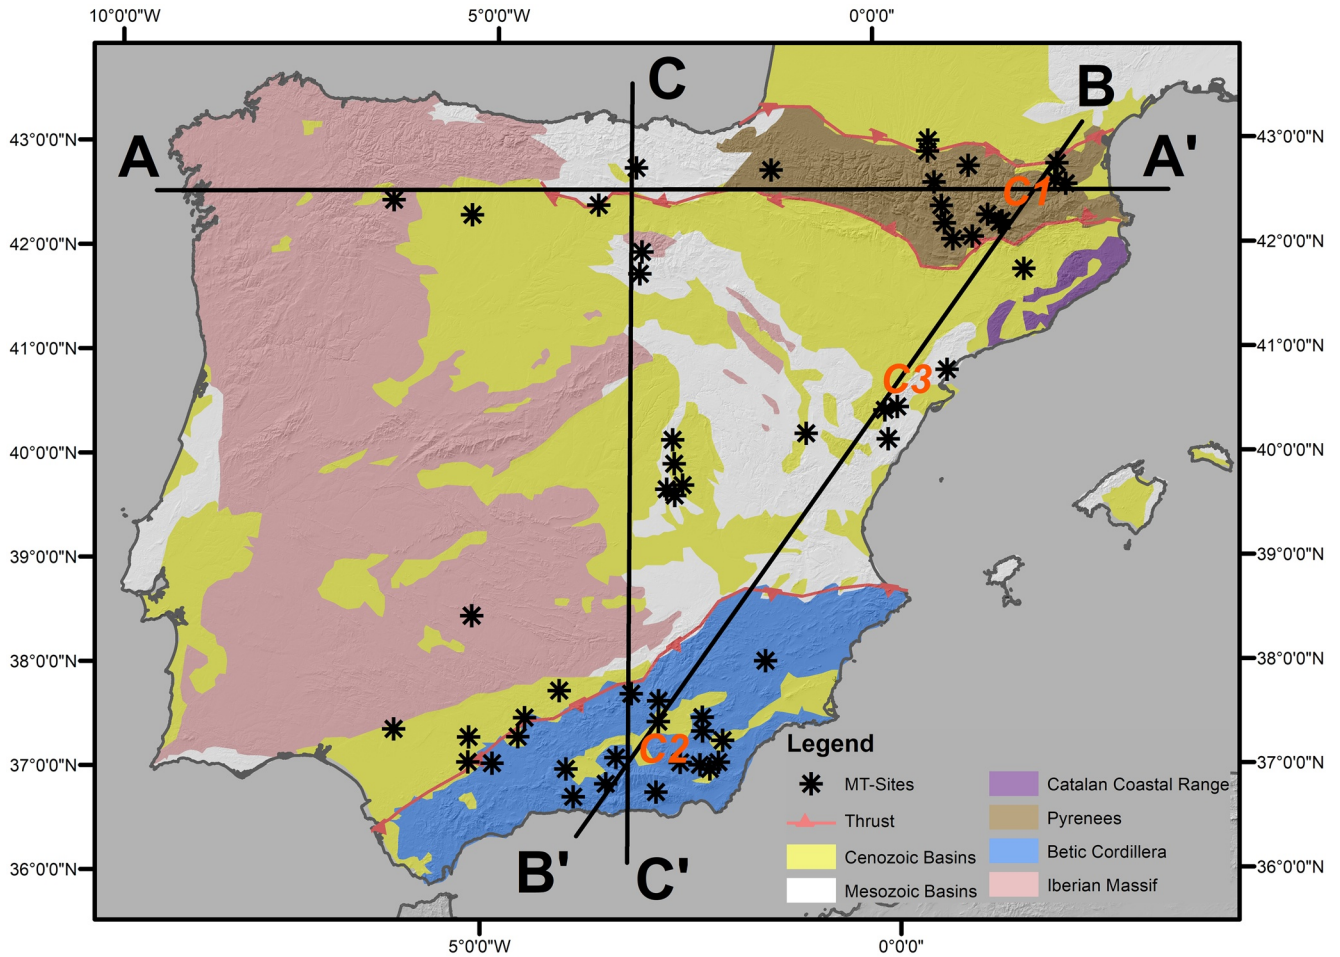 10°0'0"W 5°0'0"W 0°0'0"
C
B
43°0'0"N 43°0'0"N
A A'
C1
42°0'0"N 42°0'0"N
41°0'0"N 41°0'0"N
C3
40°0'0"N 40°0'0"N
39°0'0"N 39°0'0"N
38°0'0"N 38°0'0"N
C2
Legend
37°0'0"N 37°0'0"N
MT-Sites Catalan Coastal Range
Thrust Pyrenees
Cenozoic Basins Betic Cordillera
Mesozoic Basins Iberian Massif
36°0'0"N 36°0'0"N
B' C'
5°0'0"W 0°0'0"